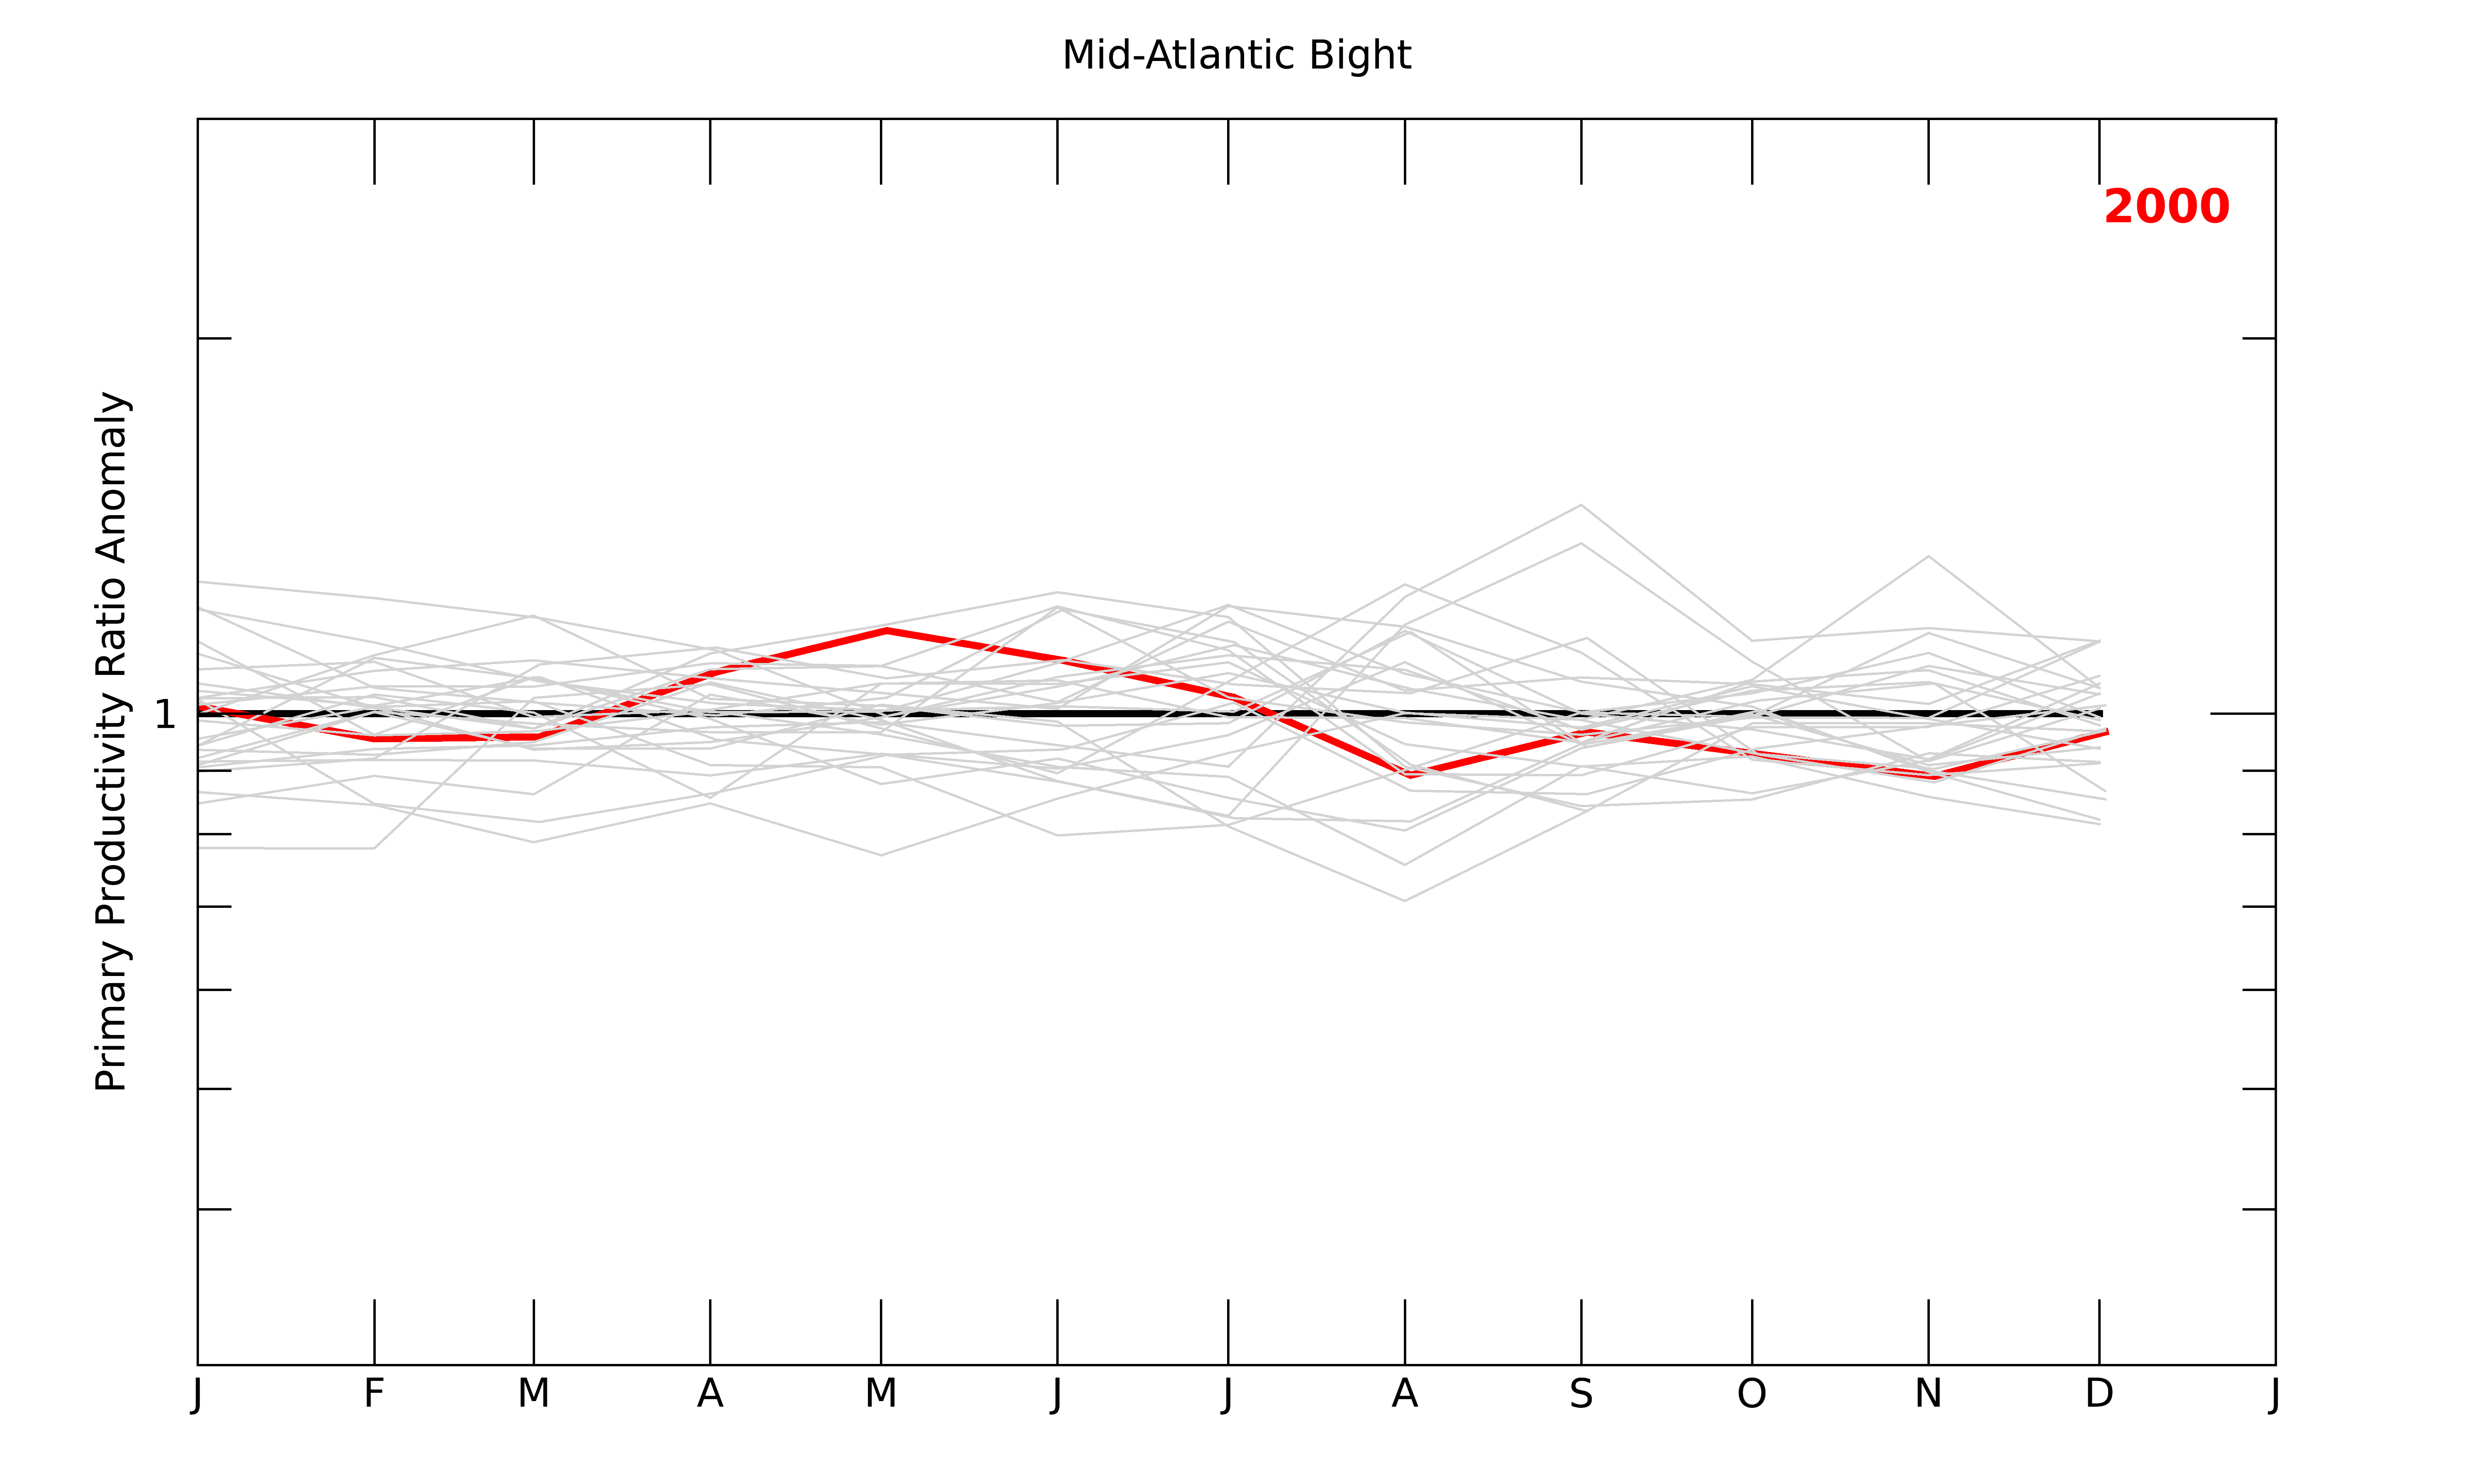 Mid-Atlantic Bight
2000
Primary Productivity Ratio Anomaly
1
J F M A M J J A S O N D J